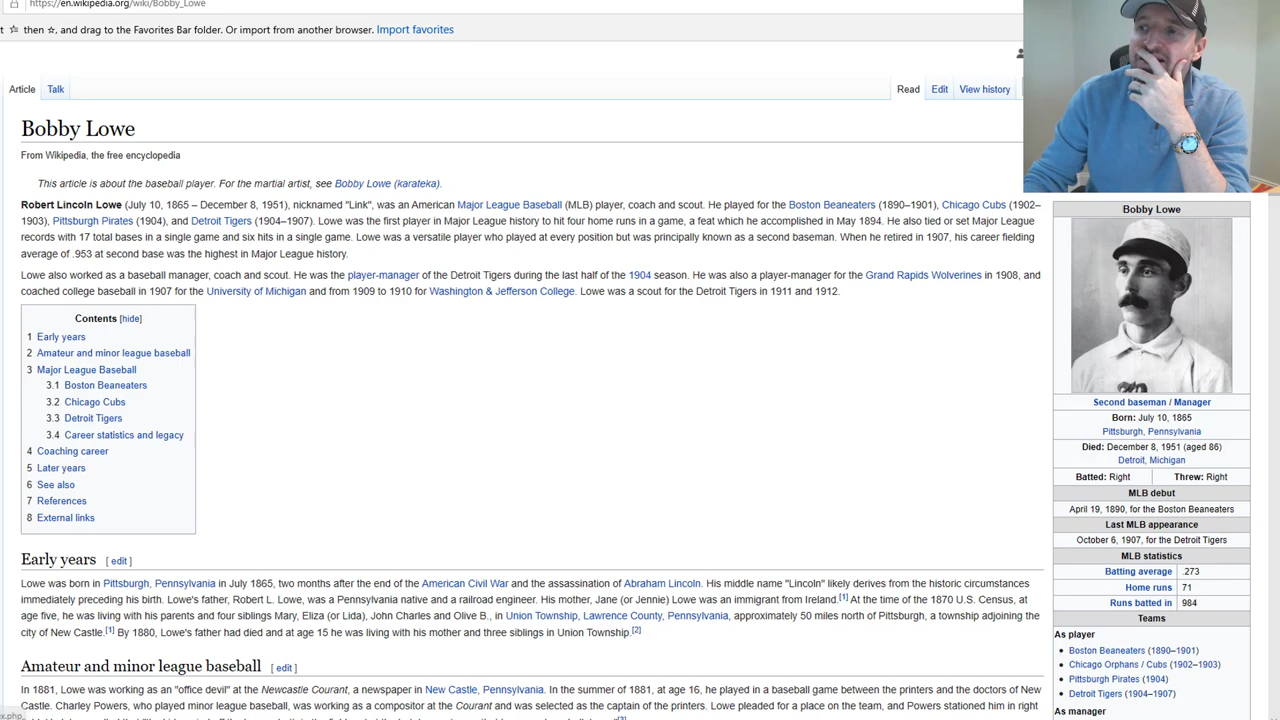 https://en.wikipedia.org/wiki/Bobby_Lowe
then ☆, and drag to the Favorites Bar folder. Or import from another browser. Import favorites
Article Talk Read Edit View history
Bobby Lowe
From Wikipedia, the free encyclopedia
This article is about the baseball player. For the martial artist, see Bobby Lowe (karateka).
Robert Lincoln Lowe (July 10, 1865 – December 8, 1951), nicknamed "Link", was an American Major League Baseball (MLB) player, coach and scout. He played for the Boston Beaneaters (1890–1901), Chicago Cubs (1902–
1903), Pittsburgh Pirates (1904), and Detroit Tigers (1904–1907). Lowe was the first player in Major League history to hit four home runs in a game, a feat which he accomplished in May 1894. He also tied or set Major League
records with 17 total bases in a single game and six hits in a single game. Lowe was a versatile player who played at every position but was principally known as a second baseman. When he retired in 1907, his career fielding
average of .953 at second base was the highest in Major League history.
Lowe also worked as a baseball manager, coach and scout. He was the player-manager of the Detroit Tigers during the last half of the 1904 season. He was also a player-manager for the Grand Rapids Wolverines in 1908, and
coached college baseball in 1907 for the University of Michigan and from 1909 to 1910 for Washington & Jefferson College. Lowe was a scout for the Detroit Tigers in 1911 and 1912.
Contents [hide]
1 Early years
2 Amateur and minor league baseball
3 Major League Baseball
3.1 Boston Beaneaters
3.2 Chicago Cubs
3.3 Detroit Tigers
3.4 Career statistics and legacy
4 Coaching career
5 Later years
6 See also
7 References
8 External links
Early years [ edit ]
Lowe was born in Pittsburgh, Pennsylvania in July 1865, two months after the end of the American Civil War and the assassination of Abraham Lincoln. His middle name "Lincoln" likely derives from the historic circumstances
immediately preceding his birth. Lowe's father, Robert L. Lowe, was a Pennsylvania native and engineer. His mother, Jane (or Jennie) Lowe was an immigrant from Ireland.[1] At the time of the 1870 U.S. Census, at
age five, he was living with his parents and four siblings Mary, Eliza (or Lida), John Charles and Olive B., in Union Township, Lawrence County, Pennsylvania, approximately 50 miles north of Pittsburgh, a township adjoining the
city of New Castle.[1] By 1880, Lowe's father had died and at age 15 he was living with his mother and three siblings in Union Township.[2]
Amateur and minor league baseball [ edit ]
In 1881, Lowe was working as an "office devil" at the Newcastle Courant, a newspaper in New Castle, Pennsylvania. In the summer of 1881, at age 16, he played in a baseball game between the printers and the doctors of New
Castle. Charley Powers, who played minor league baseball, was working as a compositor at the Courant and was selected as the captain of the printers. Lowe pleaded for a place on the team, and Powers stationed him in right
Bobby Lowe
Second baseman / Manager
Born: July 10, 1865
Pittsburgh, Pennsylvania
Died: December 8, 1951 (aged 86)
Detroit, Michigan
Batted: Right Threw: Right
MLB debut
April 19, 1890, for the Boston Beaneaters
Last MLB appearance
October 6, 1907, for the Detroit Tigers
MLB statistics
Batting average .273
Home runs 71
Runs batted in 984
Teams
As player
• Boston Beaneaters (1890–1901)
• Chicago Orphans / Cubs (1902–1903)
• Pittsburgh Pirates (1904)
• Detroit Tigers (1904–1907)
As manager